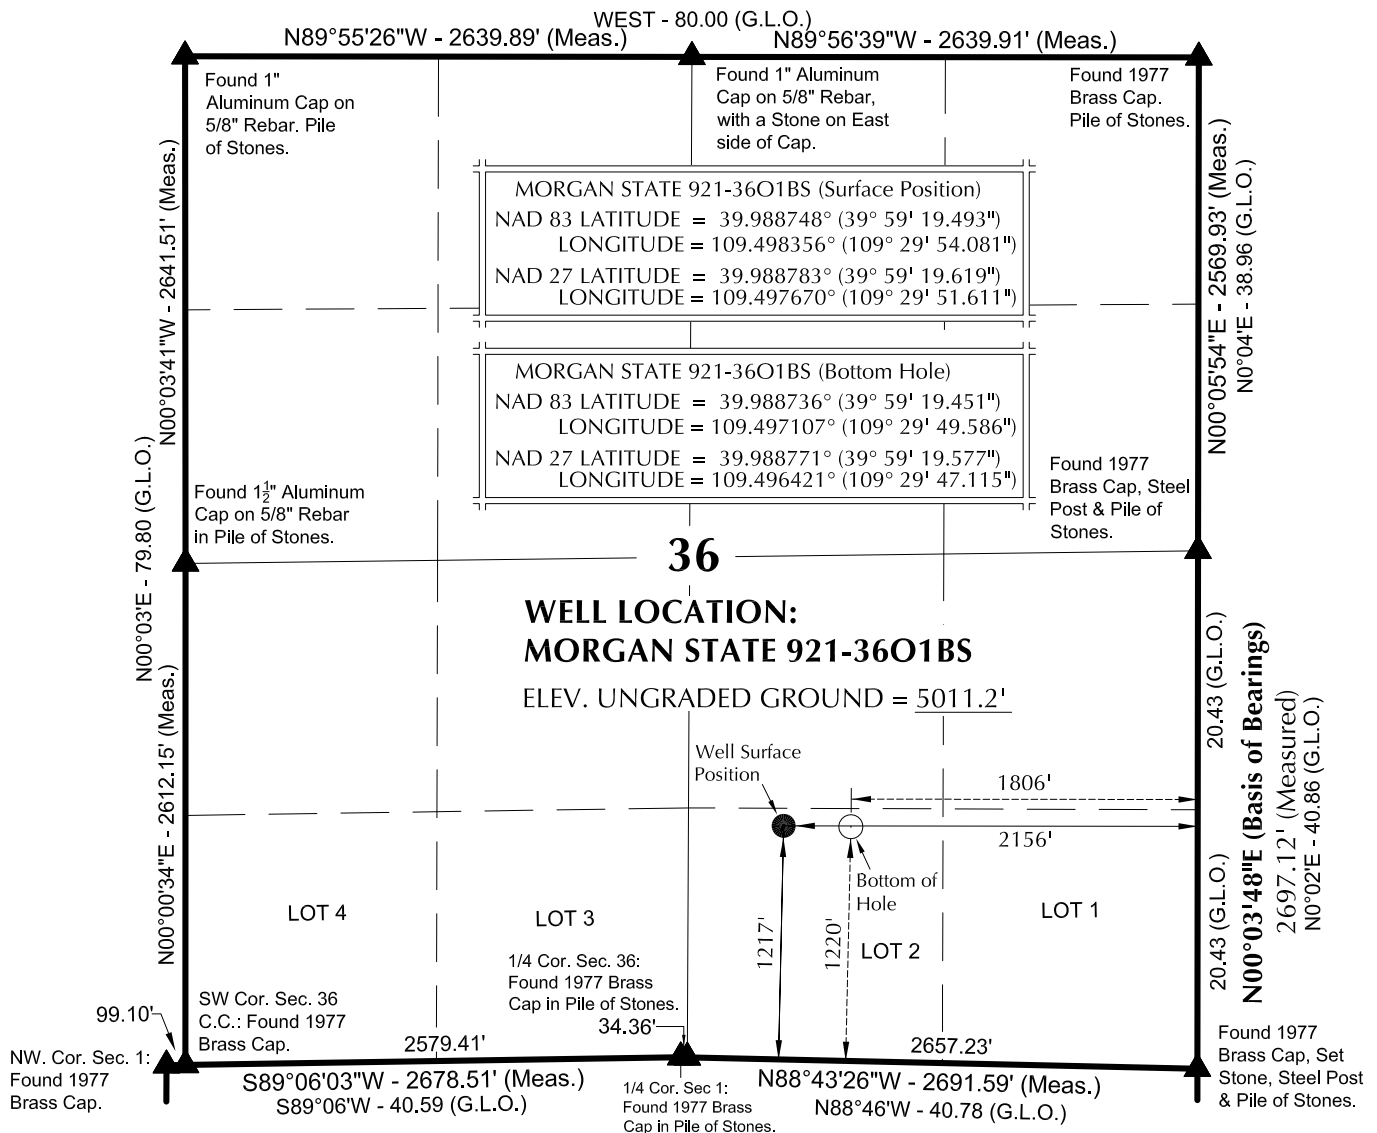 WEST - 80.00 (G.L.O.)
N89°55'26"W - 2639.89' (Meas.)
N89°56'39"W - 2639.91' (Meas.)
Found 1"
Aluminum Cap on
5/8" Rebar. Pile
of Stones.
Found 1" Aluminum
Cap on 5/8" Rebar,
with a Stone on East
side of Cap.
Found 1977
Brass Cap.
Pile of Stones.
N00°03'41"W - 2641.51' (Meas.)
N00°05'54"E - 2569.93' (Meas.)
N0°04'E - 38.96 (G.L.O.)
MORGAN STATE 921-36O1BS (Surface Position)
NAD 83 LATITUDE = 39.988748° (39° 59' 19.493")
LONGITUDE = 109.498356° (109° 29' 54.081")
NAD 27 LATITUDE = 39.988783° (39° 59' 19.619")
LONGITUDE = 109.497670° (109° 29' 51.611")
MORGAN STATE 921-36O1BS (Bottom Hole)
NAD 83 LATITUDE = 39.988736° (39° 59' 19.451")
LONGITUDE = 109.497107° (109° 29' 49.586")
NAD 27 LATITUDE = 39.988771° (39° 59' 19.577")
LONGITUDE = 109.496421° (109° 29' 47.115")
N00°03'E - 79.80 (G.L.O.)
Found 1½" Aluminum
Cap on 5/8" Rebar
in Pile of Stones.
Found 1977
Brass Cap, Steel
Post & Pile of
Stones.
36
WELL LOCATION:
MORGAN STATE 921-36O1BS
ELEV. UNGRADED GROUND = 5011.2'
N00°00'34"E - 2612.15' (Meas.)
20.43 (G.L.O.)
N00°03'48"E (Basis of Bearings)
2697.12' (Measured)
N0°02'E - 40.86 (G.L.O.)
20.43 (G.L.O.)
Well Surface
Position
1806'
2156'
Bottom of
Hole
1217'
1220'
LOT 4
LOT 3
LOT 2
LOT 1
1/4 Cor. Sec. 36:
Found 1977 Brass
Cap in Pile of Stones.
34.36'
SW Cor. Sec. 36
C.C.: Found 1977
Brass Cap.
99.10'
2579.41'
2657.23'
NW. Cor. Sec. 1:
Found 1977
Brass Cap.
S89°06'03"W - 2678.51' (Meas.)
S89°06'W - 40.59 (G.L.O.)
1/4 Cor. Sec 1:
Found 1977 Brass
Cap in Pile of Stones.
N88°43'26"W - 2691.59' (Meas.)
N88°46'W - 40.78 (G.L.O.)
Found 1977
Brass Cap, Set
Stone, Steel Post
& Pile of Stones.